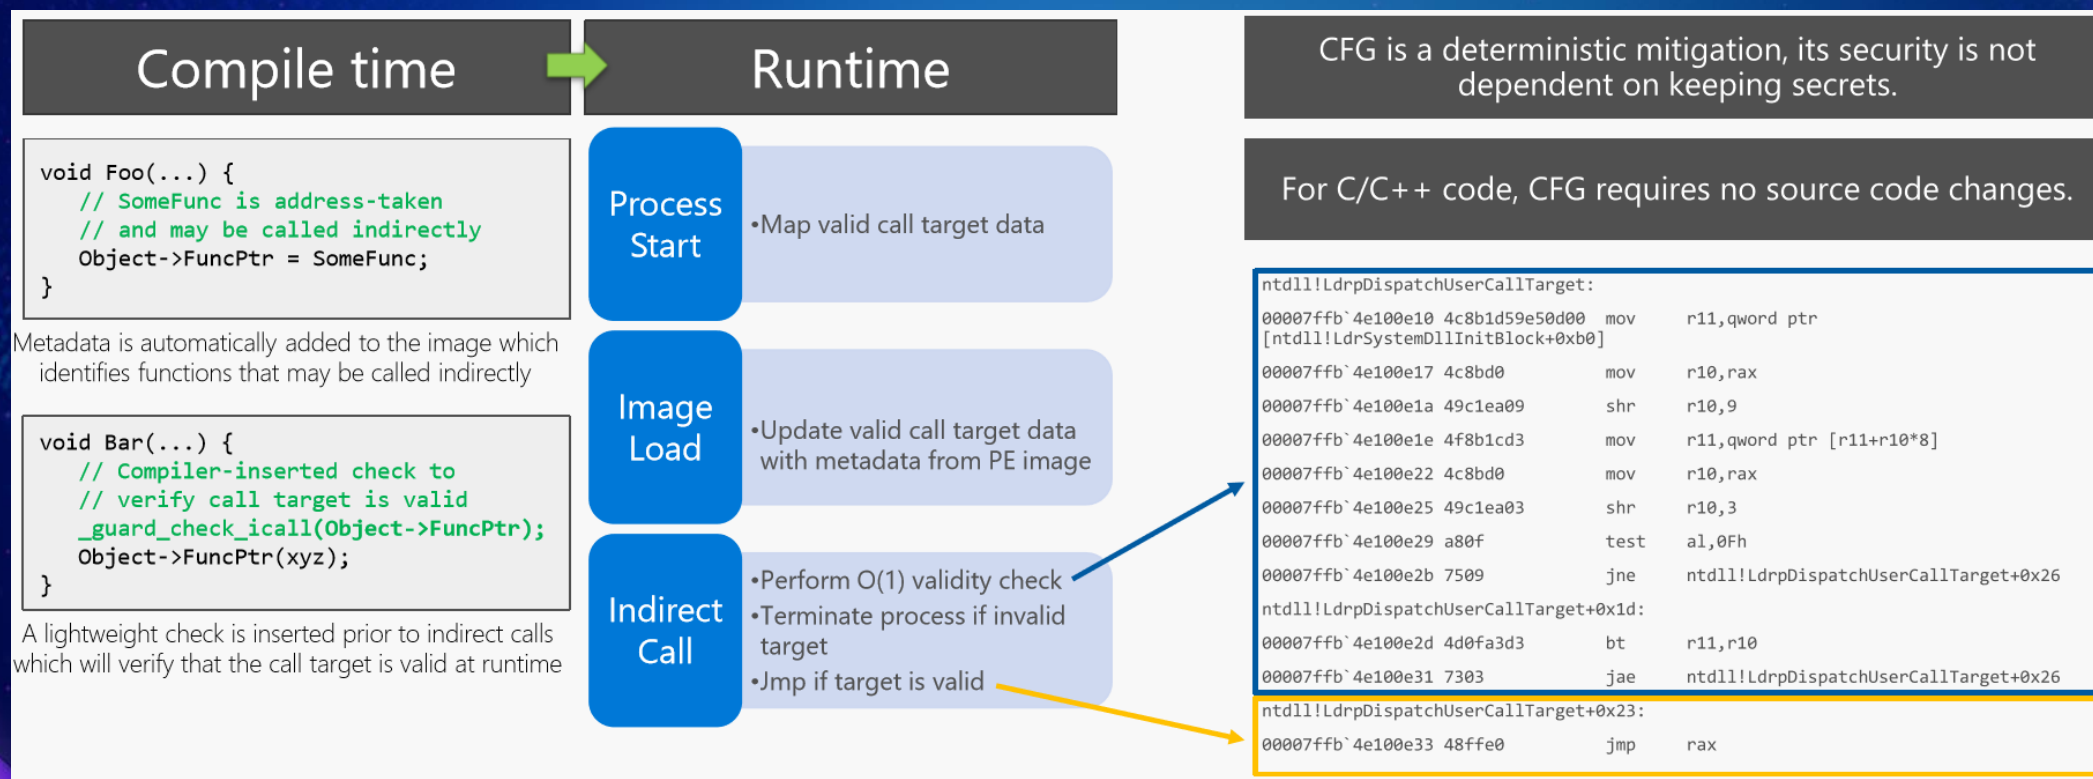 Compile time
void Foo(...) {
// SomeFunc is address-taken
// and may be called indirectly
Object->FuncPtr = SomeFunc;
}
Metadata is automatically added to the image which
identifies functions that may be called indirectly
void Bar(...) {
// Compiler-inserted check to
// verify call target is valid
_guard_check_icall(Object->FuncPtr);
Object->FuncPtr(xyz);
}
A lightweight check is inserted prior to indirect calls
which will verify that the call target is valid at runtime
Runtime
Process
Start
•Map valid call target data
Image
Load
•Update valid call target data
with metadata from PE image
Indirect
Call
•Perform O(1) validity check
•Terminate process if invalid
target
•Jmp if target is valid
CFG is a deterministic mitigation, its security is not
dependent on keeping secrets.
For C/C++ code, CFG requires no source code changes.
ntdll!LdrpDispatchUserCallTarget:
00007ffb`4e100e10 4c8b1d59e50d00 mov r11,qword ptr
[ntdll!LdrSystemDllInitBlock+0xb0]
00007ffb`4e100e17 4c8bd0 mov r10,rax
00007ffb`4e100e1a 49c1ea09 shr r10,9
00007ffb`4e100e1e 4f8b1cd3 mov r11,qword ptr [r11+r10*8]
00007ffb`4e100e22 4c8bd0 mov r10,rax
00007ffb`4e100e25 49c1ea03 shr r10,3
00007ffb`4e100e29 a80f test al,0Fh
00007ffb`4e100e2b 7509 jne ntdll!LdrpDispatchUserCallTarget+0x26
ntdll!LdrpDispatchUserCallTarget+0x1d:
00007ffb`4e100e2d 4d0fa3d3 bt r11,r10
00007ffb`4e100e31 7303 jae ntdll!LdrpDispatchUserCallTarget+0x26
ntdll!LdrpDispatchUserCallTarget+0x23:
00007ffb`4e100e33 48ffe0 jmp rax